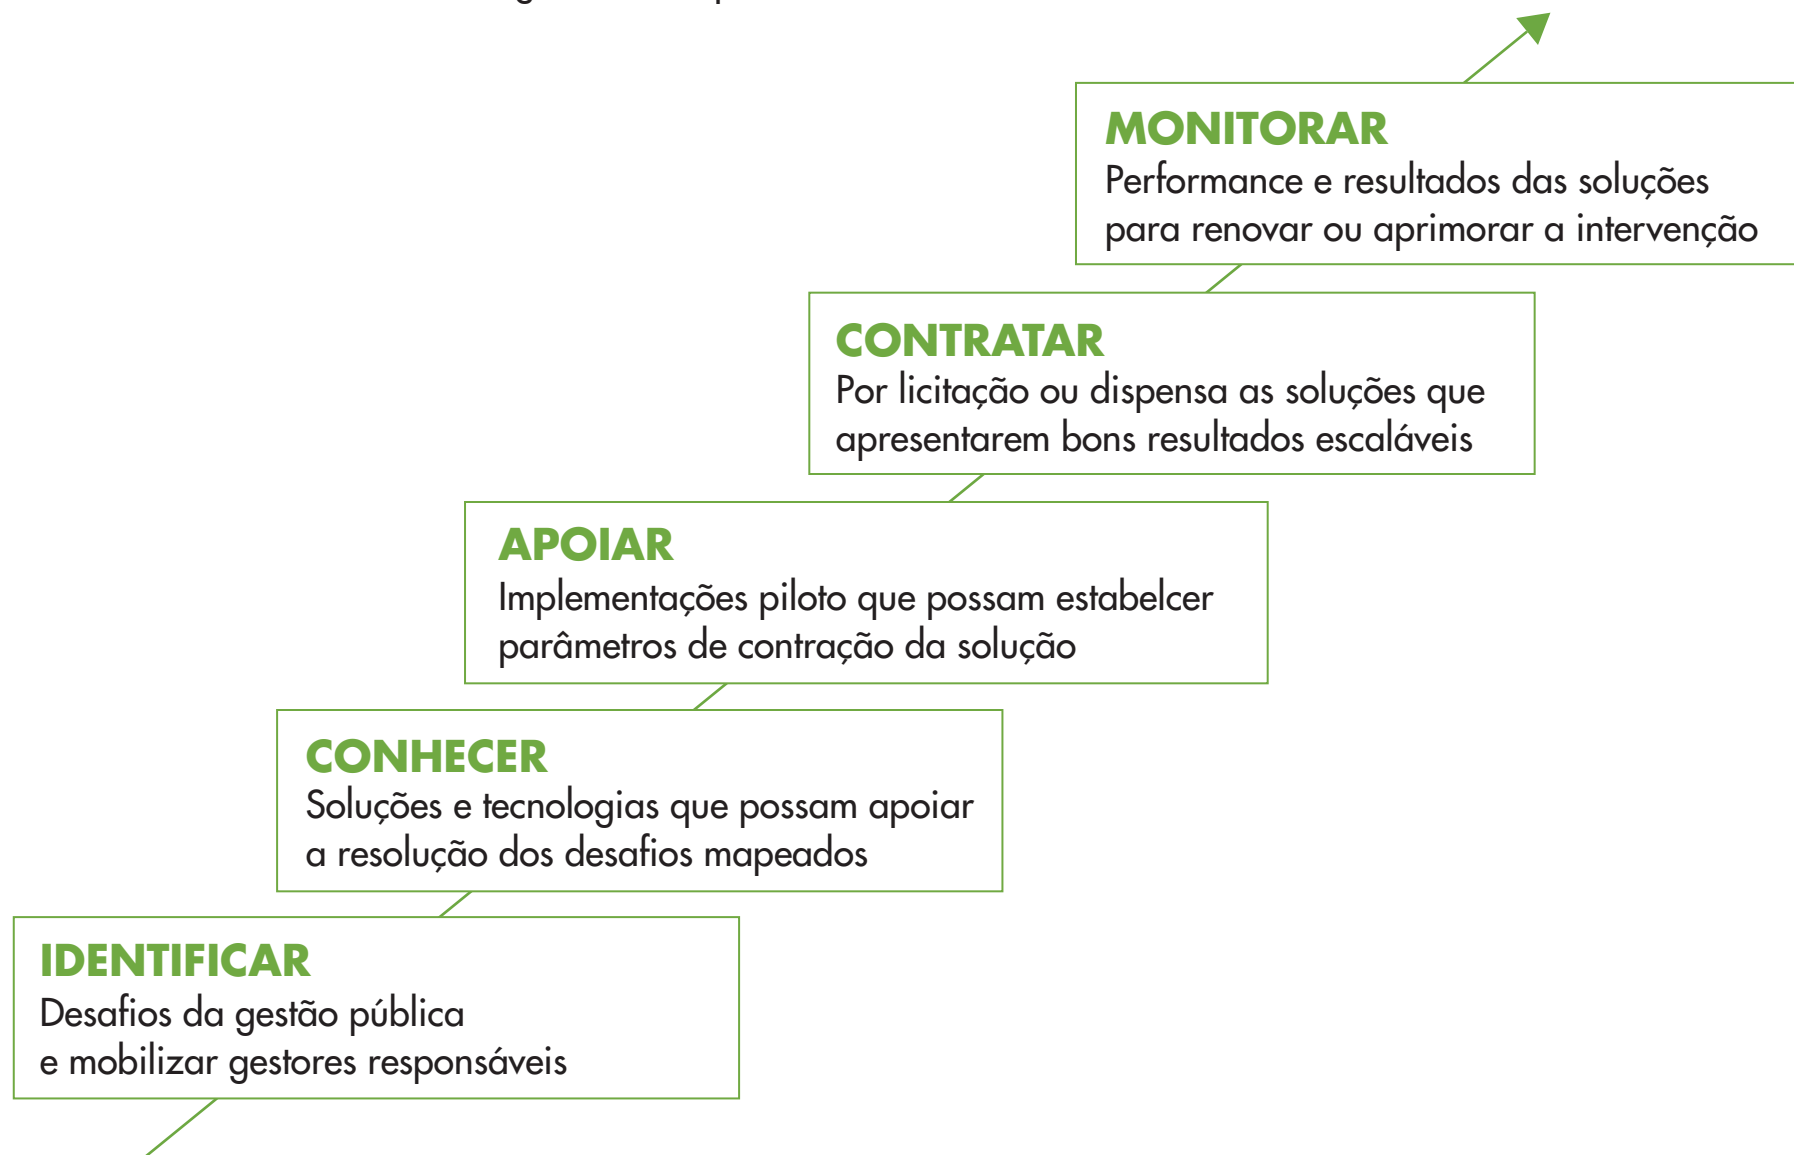 MONITORAR
Performance e resultados das soluções
para renovar ou aprimorar a intervenção
CONTRATAR
Por licitação ou dispensa as soluções que
apresentarem bons resultados escaláveis
APOIAR
Implementações piloto que possam estabelcer
parâmetros de contração da solução
CONHECER
Soluções e tecnologias que possam apoiar
a resolução dos desafios mapeados
IDENTIFICAR
Desafios da gestão pública
e mobilizar gestores responsáveis